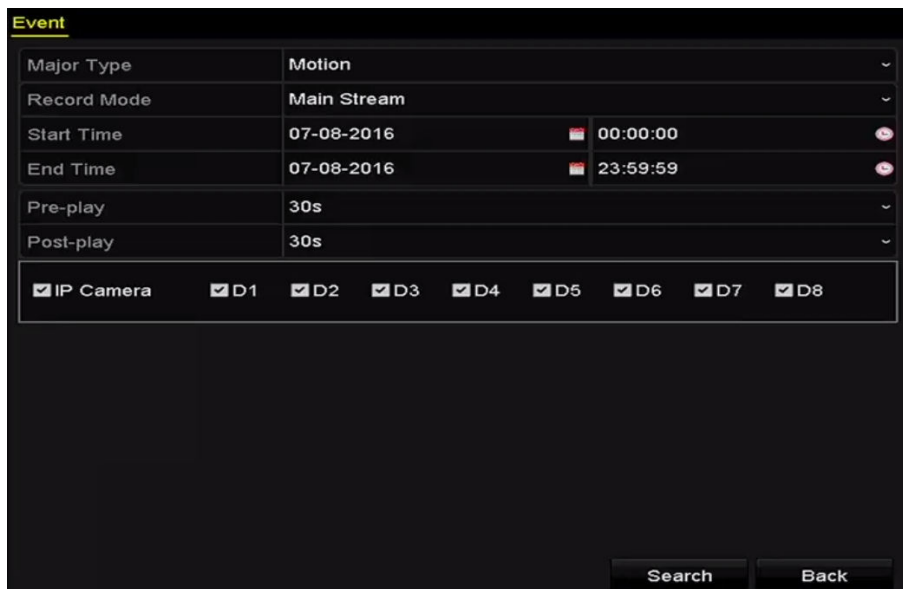 Event
Major Type Motion
Record Mode Main Stream
Start Time 07-08-2016 00:00:00
End Time 07-08-2016 23:59:59
Pre-play 30s
Post-play 30s
IP Camera D1 D2 D3 D4 D5 D6 D7 D8
Search Back